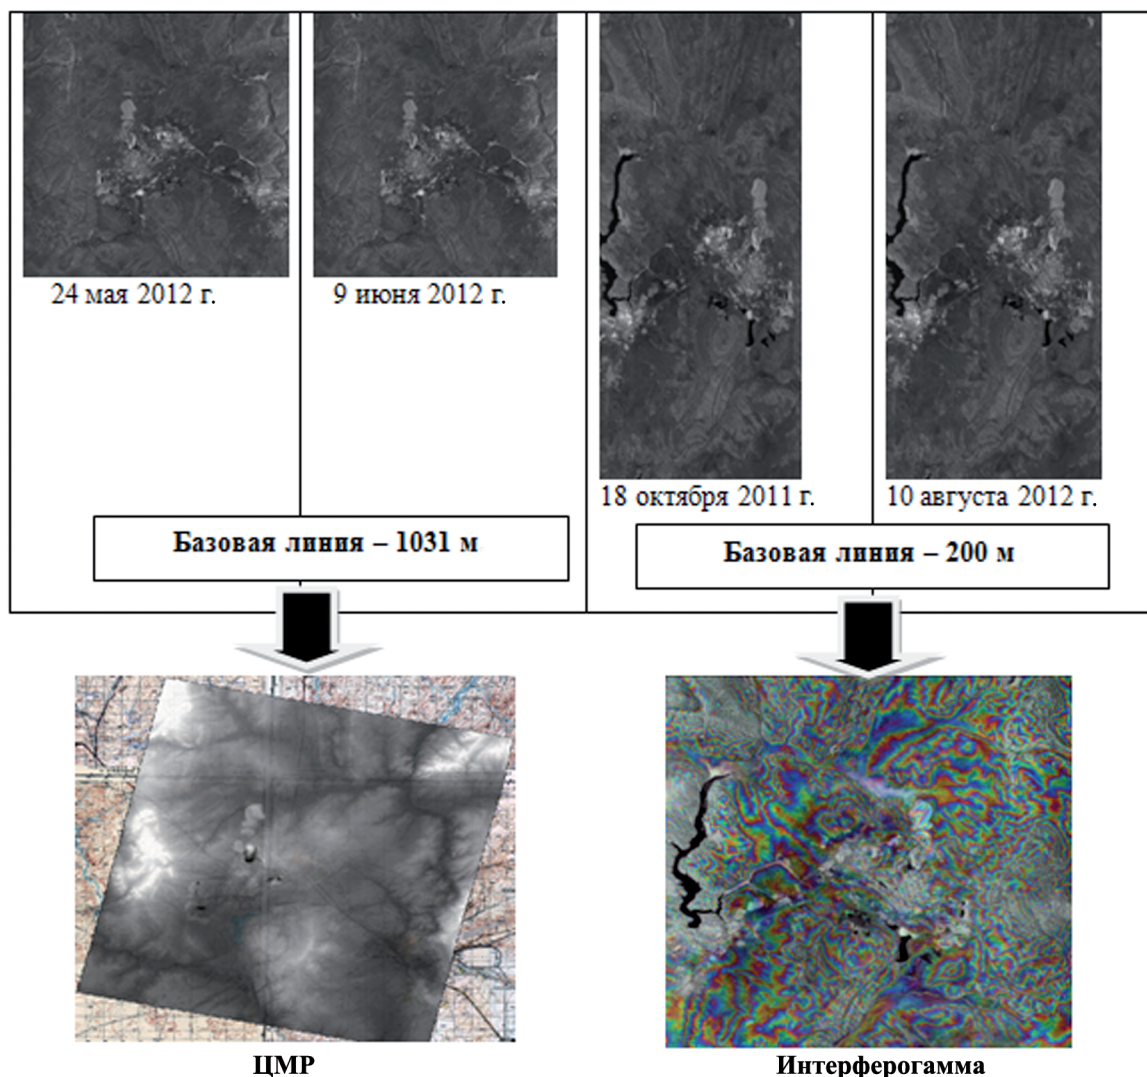 24 мая 2012 г.
9 июня 2012 г.
18 октября 2011 г.
10 августа 2012 г.
Базовая линия – 1031 м
Базовая линия – 200 м
ЦМР
Интерферогамма